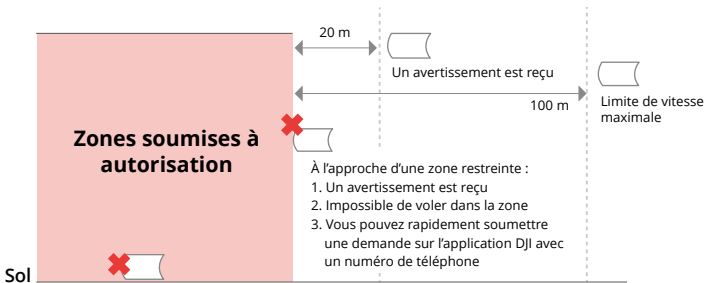 20 m
Un avertissement est reçu
100 m
Limite de vitesse
maximale
Zones soumises à
autorisation
À l’approche d’une zone restreinte :
1. Un avertissement est reçu
2. Impossible de voler dans la zone
3. Vous pouvez rapidement soumettre
une demande sur l’application DJI avec
un numéro de téléphone
Sol